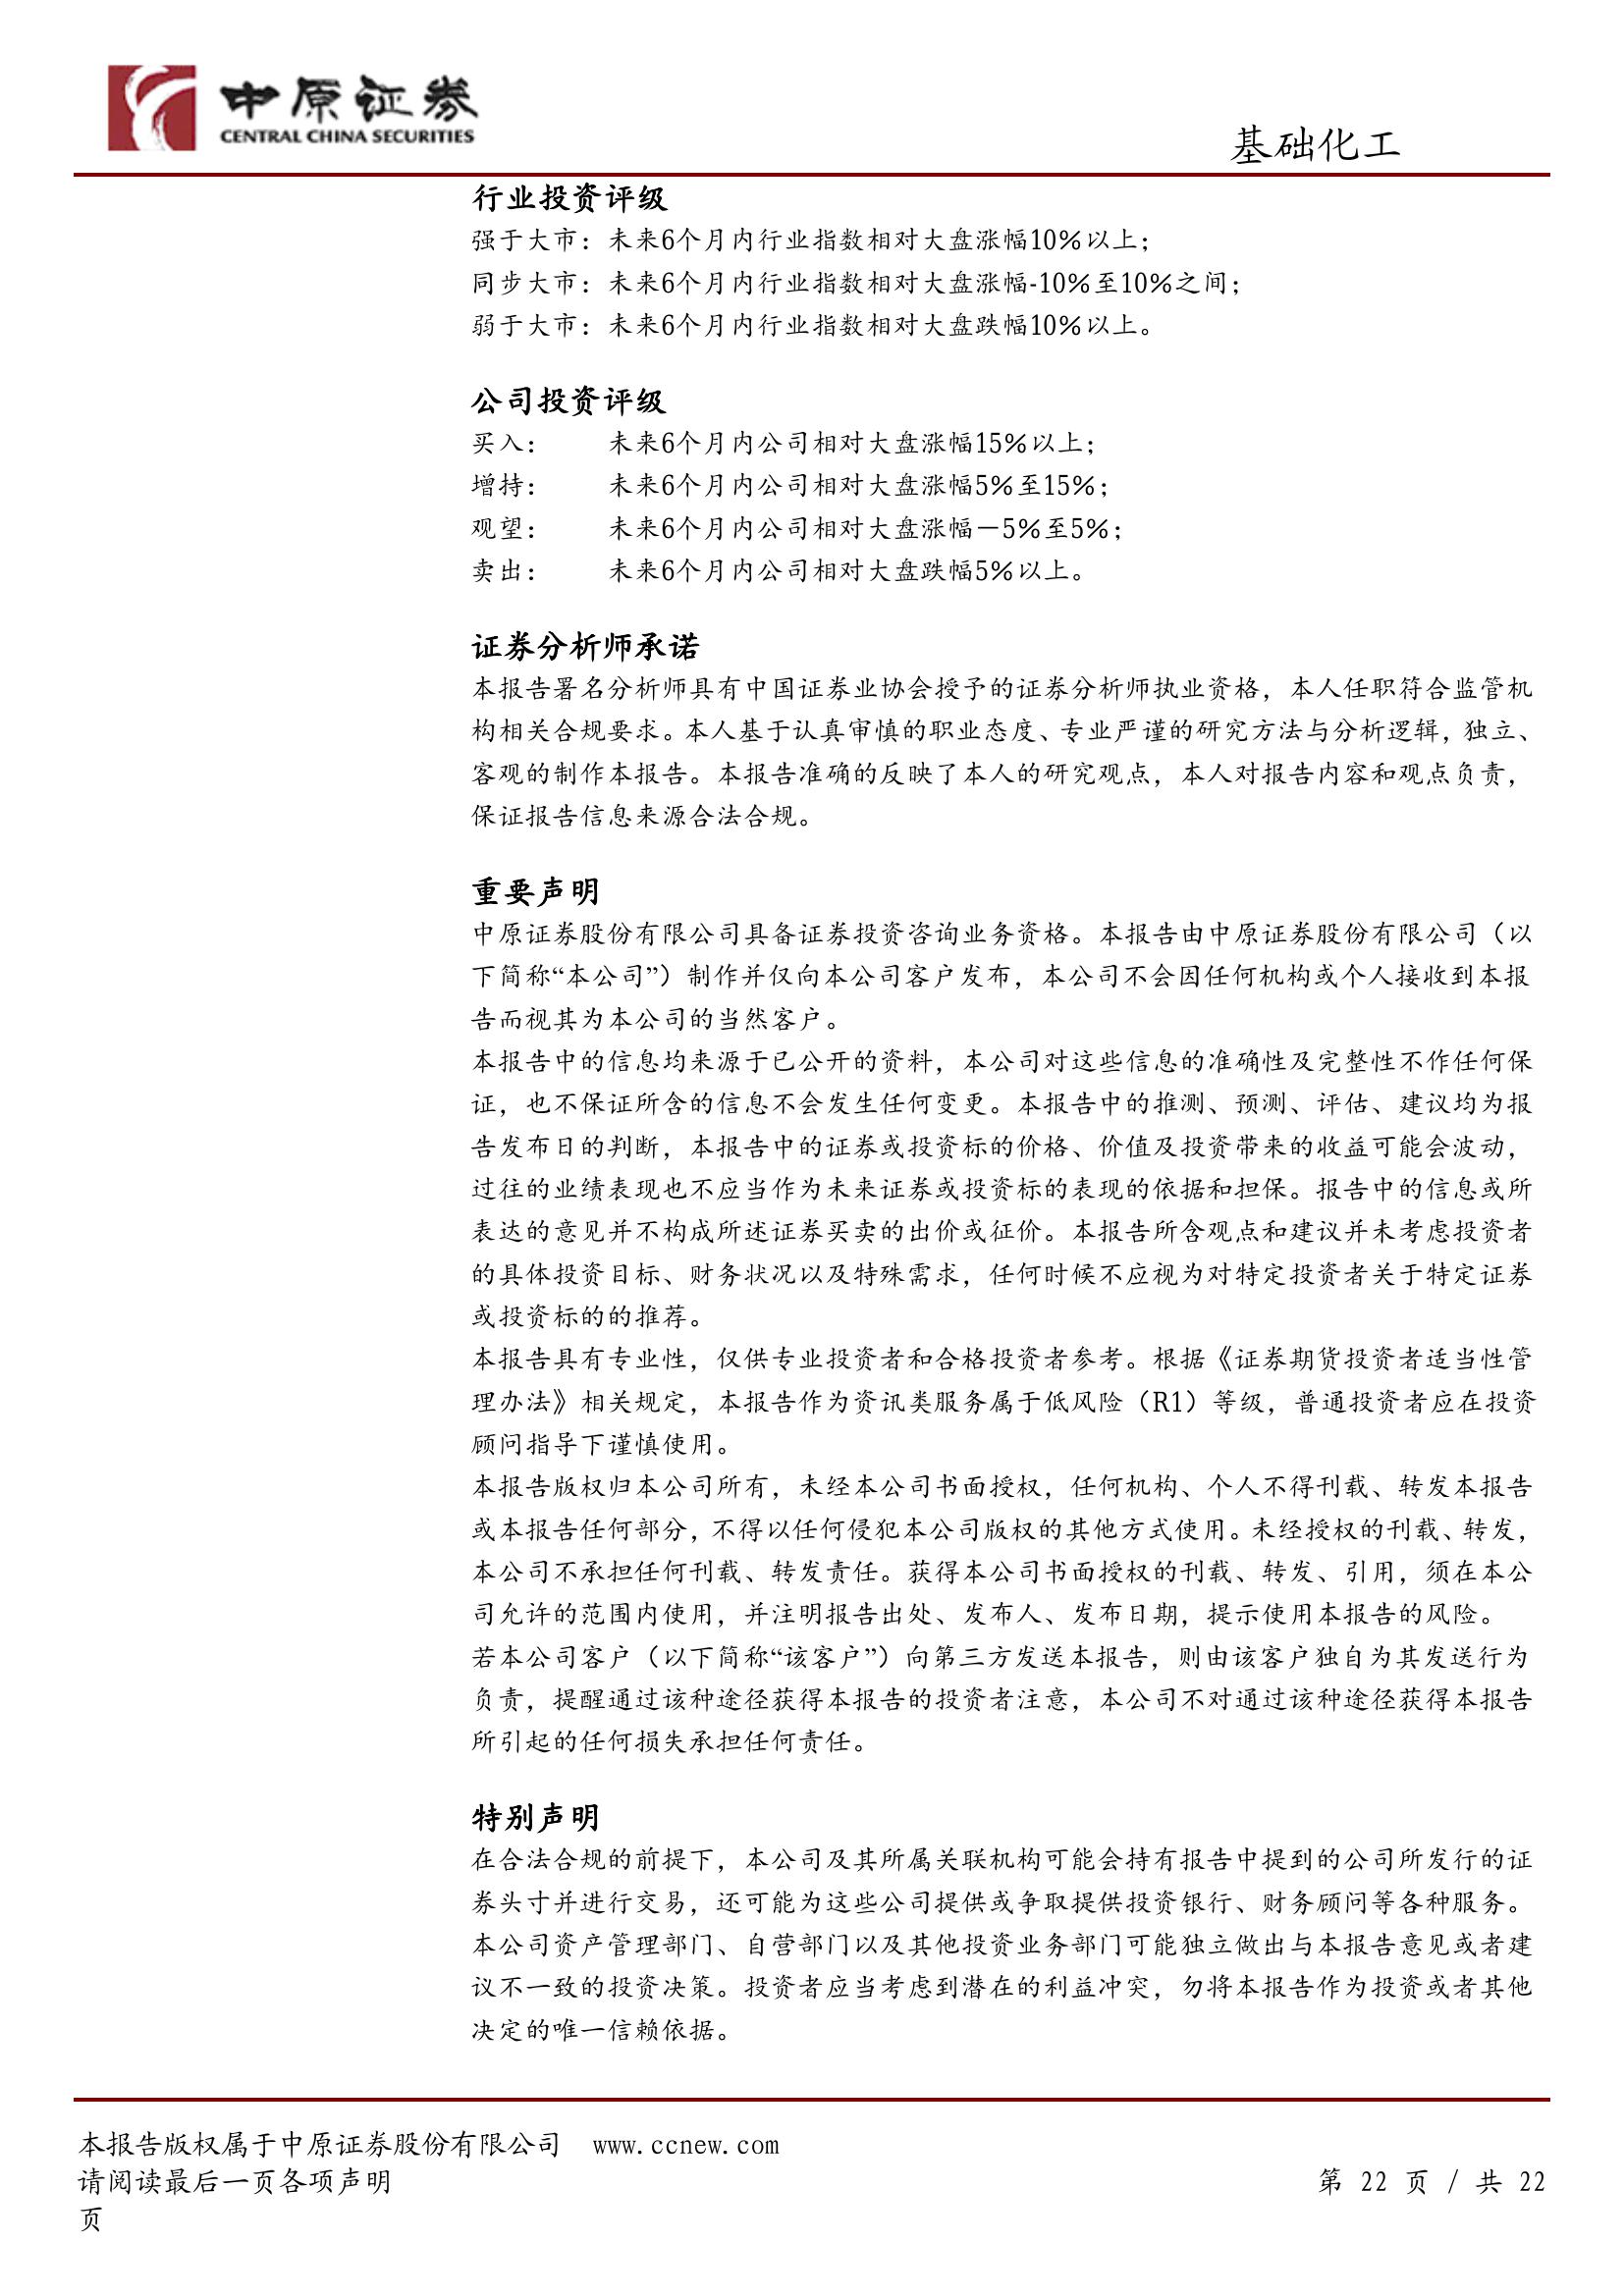 中原证券
CENTRAL CHINA SECURITIES
基础化工
行业投资评级
强于大市：未来6个月内行业指数相对大盘涨幅10％以上；
同步大市：未来6个月内行业指数相对大盘涨幅-10％至10％之间；
弱于大市：未来6个月内行业指数相对大盘跌幅10％以上。
公司投资评级
买入： 未来6个月内公司相对大盘涨幅15％以上；
增持： 未来6个月内公司相对大盘涨幅5％至15％；
观望： 未来6个月内公司相对大盘涨幅－5％至5％；
卖出： 未来6个月内公司相对大盘跌幅5％以上。
证券分析师承诺
本报告署名分析师具有中国证券业协会授予的证券分析师执业资格，本人任职符合监管机
构相关合规要求。本人基于认真审慎的职业态度、专业严谨的研究方法与分析逻辑，独立、
客观的制作本报告。本报告准确的反映了本人的研究观点，本人对报告内容和观点负责，
保证报告信息来源合法合规。
重要声明
中原证券股份有限公司具备证券投资咨询业务资格。本报告由中原证券股份有限公司（以
下简称“本公司”）制作并仅向本公司客户发布，本公司不会因任何机构或个人接收到本报
告而视其为本公司的当然客户。
本报告中的信息均来源于已公开的资料，本公司对这些信息的准确性及完整性不作任何保
证，也不保证所含的信息不会发生任何变更。本报告中的推测、预测、评估、建议均为报
告发布日的判断，本报告中的证券或投资标的价格、价值及投资带来的收益可能会波动，
过往的业绩表现也不应当作为未来证券或投资标的表现的依据和担保。报告中的信息或所
表达的意见并不构成所述证券买卖的出价或征价。本报告所含观点和建议并未考虑投资者
的具体投资目标、财务状况以及特殊需求，任何时候不应视为对特定投资者关于特定证券
或投资标的的推荐。
本报告具有专业性，仅供专业投资者和合格投资者参考。根据《证券期货投资者适当性管
理办法》相关规定，本报告作为资讯类服务属于低风险（R1）等级，普通投资者应在投资
顾问指导下谨慎使用。
本报告版权归本公司所有，未经本公司书面授权，任何机构、个人不得刊载、转发本报告
或本报告任何部分，不得以任何侵犯本公司版权的其他方式使用。未经授权的刊载、转发，
本公司不承担任何刊载、转发责任。获得本公司书面授权的刊载、转发、引用，须在本公
司允许的范围内使用，并注明报告出处、发布人、发布日期，提示使用本报告的风险。
若本公司客户（以下简称“该客户”）向第三方发送本报告，则由该客户独自为其发送行为
负责，提醒通过该种途径获得本报告的投资者注意，本公司不对通过该种途径获得本报告
所引起的任何损失承担任何责任。
特别声明
在合法合规的前提下，本公司及其所属关联机构可能会持有报告中提到的公司所发行的证
券头寸并进行交易，还可能为这些公司提供或争取提供投资银行、财务顾问等各种服务。
本公司资产管理部门、自营部门以及其他投资业务部门可能独立做出与本报告意见或者建
议不一致的投资决策。投资者应当考虑到潜在的利益冲突，勿将本报告作为投资或者其他
决定的唯一信赖依据。
本报告版权属于中原证券股份有限公司 www.ccnew.com
请阅读最后一页各项声明 第 22 页 / 共 22
页